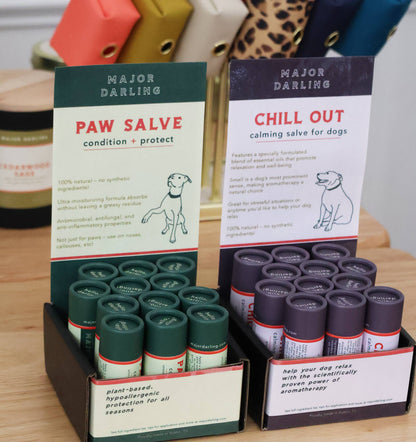 MAJOR
DARLING
PAW SALVE
condition + protect
100% natural – no synthetic
ingredients!
Ultra-moisturizing formula absorbs
without leaving a greasy residue
Antimicrobial, antifungal, and
anti-inflammatory properties.
Not just for paws – use on noses,
calluses, etc!
plant-based,
hypoallergenic
protection for all
seasons
MAJOR
DARLING
CHILL OUT
calming salve for dogs
Features a specially formulated
blend of essential oils that promote
relaxation and well-being
Smell is a dog's most prominent
sense, making aromatherapy a
natural choice
Great for stressful situations or
anytime you'd like to help your dog
relax
100% natural – no synthetic
ingredients!
help your dog relax
with the scientifically
proven power of
aromatherapy
MAJOR DARLING
CEDARWOOD
SAGE